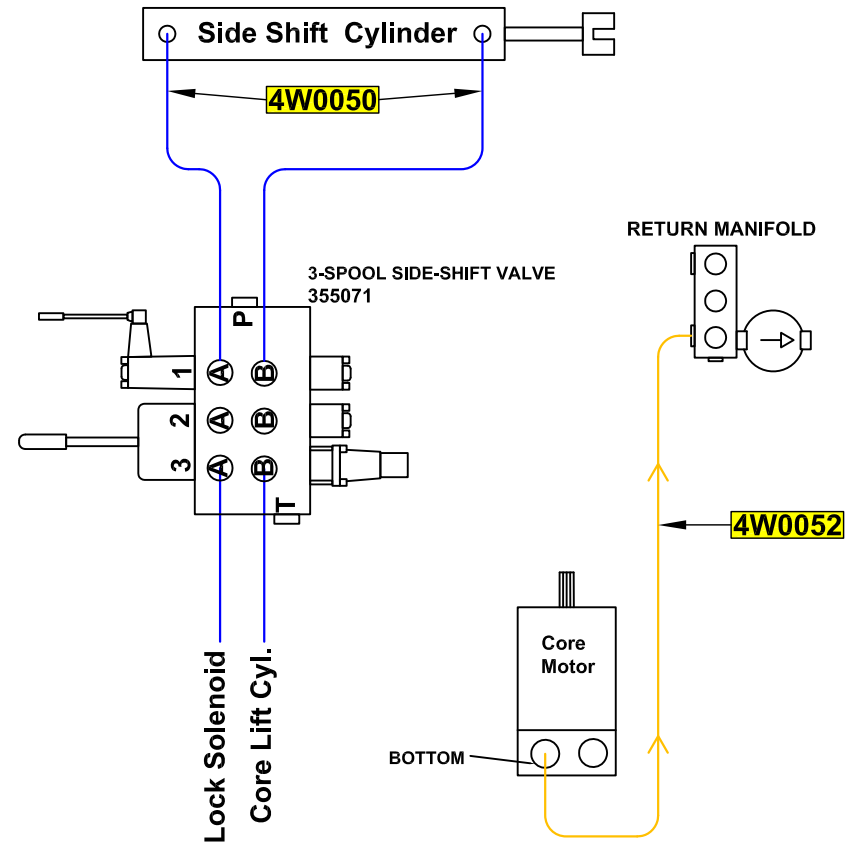 Side Shift Cylinder
4W0050
RETURN MANIFOLD
3-SPOOL SIDE-SHIFT VALVE
355071
P
1 A B
2 A B
3 A B
T
4W0052
Core
Motor
BOTTOM
Lock Solenoid
Core Lift Cyl.